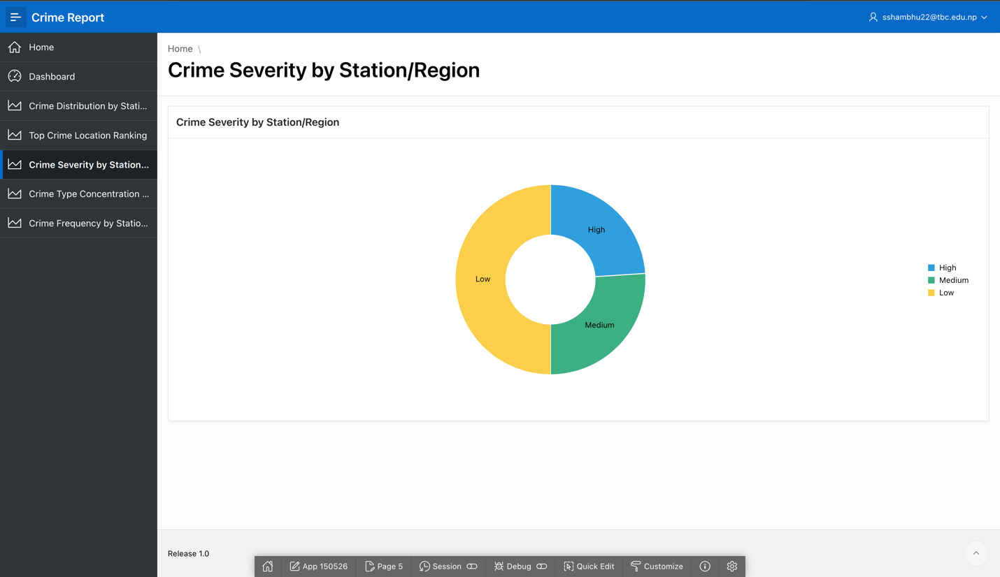 Crime Report
sshambhu22@tbc.edu.np
Home
Dashboard
Crime Distribution by Stati...
Top Crime Location Ranking
Crime Severity by Station...
Crime Type Concentration ...
Crime Frequency by Statio...
Home \
Crime Severity by Station/Region
Crime Severity by Station/Region
High
Low
Medium
High
Medium
Low
Release 1.0
App 150526 Page 5 Session Debug Quick Edit Customize